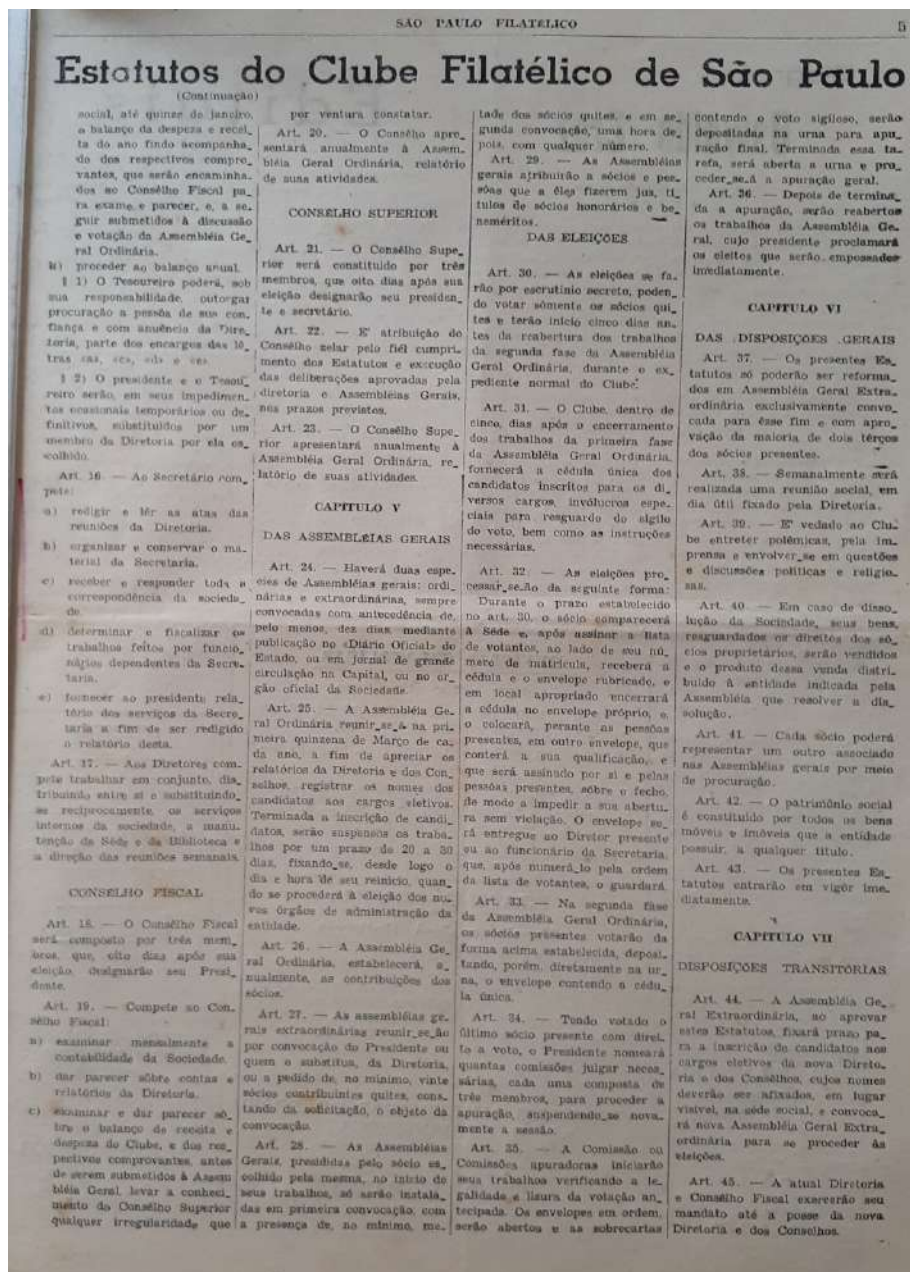 SÃO PAULO FILATELICO
5
Estatutos do Clube Filatélico de São Paulo
(Continuação)
social, até quinze de janeiro,
o balanço da despeza e recei_
ta do ano findo acompanha_
do dos respectivos compro_
vantes, que serão encaminha_
dos ao Conselho Fiscal pa_
ra exame e parecer, e, a se_
guir submetidos à discussão
e votação da Assembléia Ge_
ral Ordinária.
k) proceder ao balanço anual.
§ 1) O Tesoureiro poderá, sob
sua responsabilidade, outorgar
procuração a pessôa de sua con_
fiança e com anuência da Dire_
toria, parte dos encargos das le_
tras «a», «c», «d» e «e».
§ 2) O presidente e o Tesou_
reiro serão, em seus impedimen_
tos ocasionais temporários ou de_
finitivos, substituidos por um
membro da Diretoria por ela es_
colhido.
Art. 16. — Ao Secretário com_
pete:
a) redigir e lêr as atas das
reuniões da Diretoria.
b) organizar e conservar o ma_
terial da Secretaria.
c) receber e responder toda a
correspondência da socieda_
de.
d) determinar e fiscalizar os
trabalhos feitos por funcio_
nários dependentes da Secre_
taria.
e) fornecer ao presidente rela_
tório dos serviços da Secre_
taria a fim de ser redigido
o relatório desta.
Art. 17. — Aos Diretores com_
pete trabalhar em conjunto, dis_
tribuindo entre si e substituindo_
se reciprocamente, os serviços
internos da sociedade, a manu_
tenção da Séde e da Biblioteca e
a direção das reuniões semanais.
CONSELHO FISCAL
Art. 18. — O Consêlho Fiscal
será composto por três mem_
bros, que, oito dias após sua
eleição, designarão seu Presi_
dente.
Art. 19. — Compete ao Con_
sêlho Fiscal:
a) examinar mensalmente a
contabilidade da Sociedade.
b) dar parecer sôbre contas e
relatórios da Diretoria.
c) examinar e dar parecer sô_
bre o balanço de receita e
despeza do Clube, e dos res_
pectivos comprovantes, antes
de serem submetidos à Assem
bléia Geral, levar a conheci_
mento do Conselho Superior
qualquer irregularidade que
por ventura constatar.
Art. 20. — O Consêlho apre_
sentará anualmente à Assem_
bléia Geral Ordinária, relatório
de suas atividades.
CONSELHO SUPERIOR
Art. 21. — O Consêlho Supe_
rior será constituido por três
membros, que oito dias após sua
eleição designarão seu presiden_
te e secretário.
Art. 22. — E' atribuição do
Conselho zelar pelo fiél cumpri_
mento dos Estatutos e execução
das deliberações aprovadas pela
diretoria e Assembléias Gerais,
nos prazos previstos.
Art. 23. — O Consêlho Supe_
rior apresentará anualmente à
Assembléia Geral Ordinária, re_
latório de suas atividades.
CAPITULO V
DAS ASSEMBLEIAS GERAIS
Art. 24. — Haverá duas espe_
cies de Assembléias gerais: ordi_
nárias e extraordinárias, sempre
convocadas com antecedência de,
pelo menos, dez dias, mediante
publicação no «Diário Oficial» do
Estado, ou em jornal de grande
circulação na Capital, ou no or_
gão oficial da Sociedade.
Art. 25. — A Assembléia Ge_
ral Ordinária reunir_se_á na pri_
meira quinzena de Março de ca_
da ano, a fim de apreciar os
relatórios da Diretoria e dos Con_
selhos, registrar os nomes dos
candidatos aos cargos eletivos.
Terminada a inscrição de candi_
datos, serão suspensos os traba_
lhos por um prazo de 20 a 30
dias, fixando_se, desde logo o
dia e hora de seu reinicio, quan_
do se procederá à eleição dos no_
vos órgãos de administração da
entidade.
Art. 26. — A Assembléia Ge_
ral Ordinária, estabelecerá, a_
nualmente, as contribuições dos
sócios.
Art. 27. — As assembléias ge_
rais extraordinárias reunir_se_ão
por convocação do Presidente ou
quem o substitua, da Diretoria,
ou a pedido de, no mínimo, vinte
sócios contribuintes quites, cons_
tando da solicitação, o objeto da
convocação.
Art. 28. — As Assembléias
Gerais, presididas pelo sócio es_
colhido pela mesma, no inicio de
seus trabalhos, só serão instala_
das em primeira convocação, com
a presença de, no mínimo, me_
tade dos sócios quites, e em se_
gunda convocação, uma hora de_
pois, com qualquer número.
Art. 29. — As Assembléias
gerais atribuirão a sócios e pes_
sôas que a êles fizerem jus, ti_
tulos de sócios honorários e be_
neméritos.
DAS ELEIÇÕES
Art. 30. — As eleições se fa_
rão por escrutinio secreto, poden_
do votar sòmente os sócios qui_
tes e terão inicio cinco dias an_
tes da reabertura dos trabalhos
da segunda fase da Assembléia
Geral Ordinária, durante o ex_
pediente normal do Clube.
Art. 31. — O Clube, dentro de
cinco, dias após o encerramento
dos trabalhos da primeira fase
da Assembléia Geral Ordinária,
fornecerá a cédula única dos
candidatos inscritos para os di_
versos cargos, invólucros espe_
ciais para resguardo do sigilo
do voto, bem como as instruções
necessárias.
Art. 32. — As eleições pro_
cessar_se_ão da seguinte forma:
Durante o prazo estabelecido
no art. 30, o sócio comparecerá
à Séde e, após assinar a lista
de votantes, ao lado de seu nú_
mero de matrícula, receberá a
cédula e o envelope rubricado, e
em local apropriado encerrará
a cédula no envelope próprio, e,
o colocará, perante as pessôas
presentes, em outro envelope, que
conterá a sua qualificação, e
que será assinado por si e pelas
pessôas presentes, sôbre o fecho,
de modo a impedir a sua abertu_
ra sem violação. O envelope se_
rá entregue ao Diretor presente
ou ao funcionário da Secretaria,
que, após numerá_lo pela ordem
da lista de votantes, o guardará.
Art. 33. — Na segunda fase
da Assembléia Geral Ordinária,
os sócios presentes votarão da
forma acima estabelecida, deposi_
tando, porém, diretamente na ur_
na, o envelope contendo a cédu_
la única.
Art. 34. — Tendo votado o
último sócio presente com direi_
to a voto, o Presidente nomeará
quantas comissões julgar neces_
sárias, cada uma composta de
três membros, para proceder a
apuração, suspendendo_se nova_
mente a sessão.
Art. 35. — A Comissão ou
Comissões apuradoras iniciarão
seus trabalhos verificando a le_
galidade e lisura da votação an_
tecipada. Os envelopes em ordem,
serão abertos e as sobrecartas
contendo o voto sigiloso, serão
depositadas na urna para apu_
ração final. Terminada essa ta_
refa, será aberta a urna e pro_
ceder_se_á a apuração geral.
Art. 36. — Depois de termina_
da a apuração, serão reabertos
os trabalhos da Assembléia Ge_
ral, cujo presidente proclamará
os eleitos que serão empossados
imediatamente.
CAPITULO VI
DAS DISPOSIÇÕES GERAIS
Art. 37. — Os presentes Es_
tatutos só poderão ser reforma_
dos em Assembléia Geral Extra_
ordinária exclusivamente convo_
cada para êsse fim e com apro_
vação da maioria de dois têrços
dos sócios presentes.
Art. 38. — Semanalmente será
realizada uma reunião social, em
dia útil fixado pela Diretoria.
Art. 39. — E' vedado ao Clu_
be entreter polêmicas, pela im_
prensa e envolver_se em questões
e discussões politicas e religio_
sas.
Art. 40. — Em caso de disso_
lução da Sociedade, seus bens,
resguardados os direitos dos só_
cios proprietários, serão vendidos
e o produto dessa venda distri_
buido à entidade indicada pela
Assembléia que resolver a dis_
solução.
Art. 41. — Cada sócio poderá
representar um outro associado
nas Assembléias gerais por meio
de procuração.
Art. 42. — O patrimônio social
é constituido por todos os bens
móveis e imóveis que a entidade
possuir, a qualquer titulo.
Art. 43. — Os presentes Es_
tatutos entrarão em vigôr ime_
diatamente.
CAPITULO VII
DISPOSIÇÕES TRANSITORIAS
Art. 44. — A Assembléia Ge_
ral Extraordinária, ao aprovar
estes Estatutos, fixará prazo pa_
ra a inscrição de candidatos aos
cargos eletivos da nova Direto_
ria e dos Conselhos, cujos nomes
deverão ser afixados, em lugar
visivel, na séde social, e convoca_
rá nova Assembléia Geral Extra_
ordinária para se proceder às
eleições.
Art. 45. — A atual Diretoria
e Conselho Fiscal exercerão seu
mandato até a posse da nova
Diretoria e dos Conselhos.